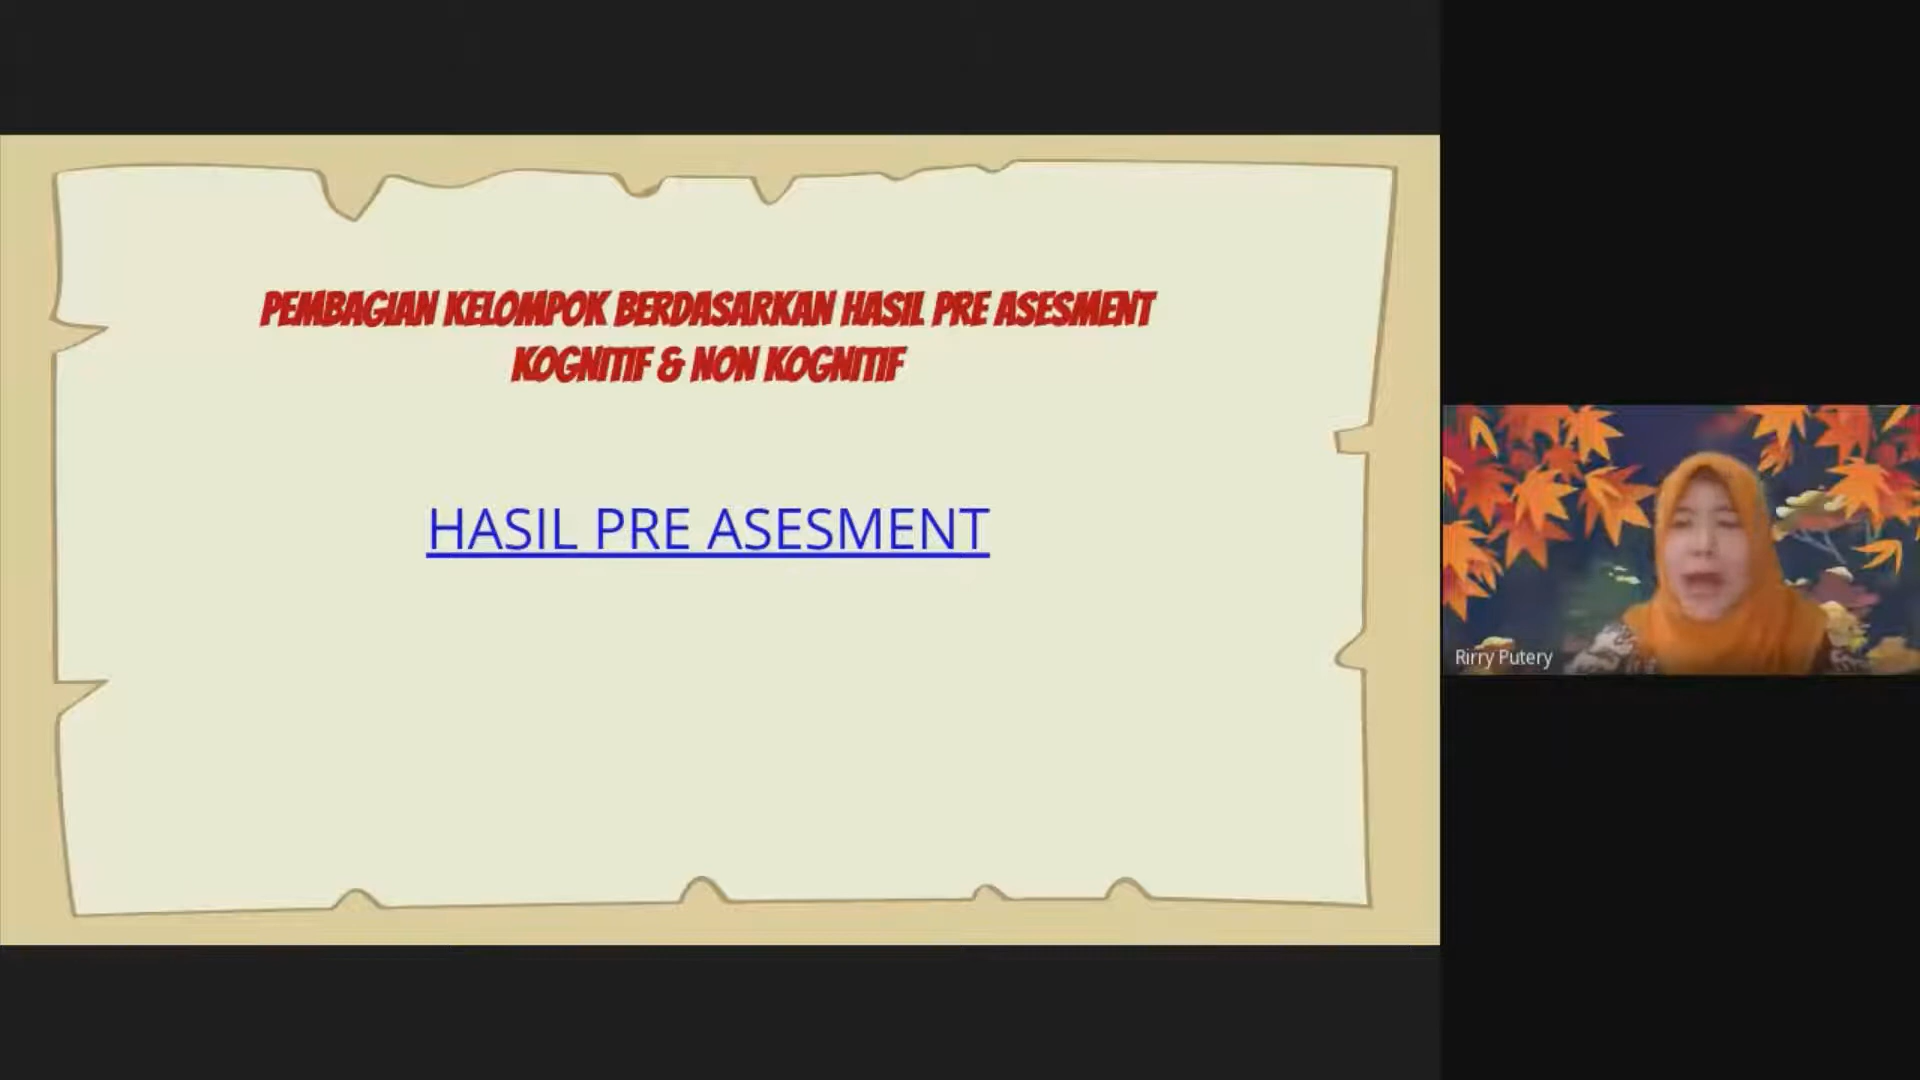 PEMBAGIAN KELOMPOK BERDASARKAN HASIL PRE ASESMENT
KOGNITIF & NON KOGNITIF
HASIL PRE ASESMENT
Rirry Putery